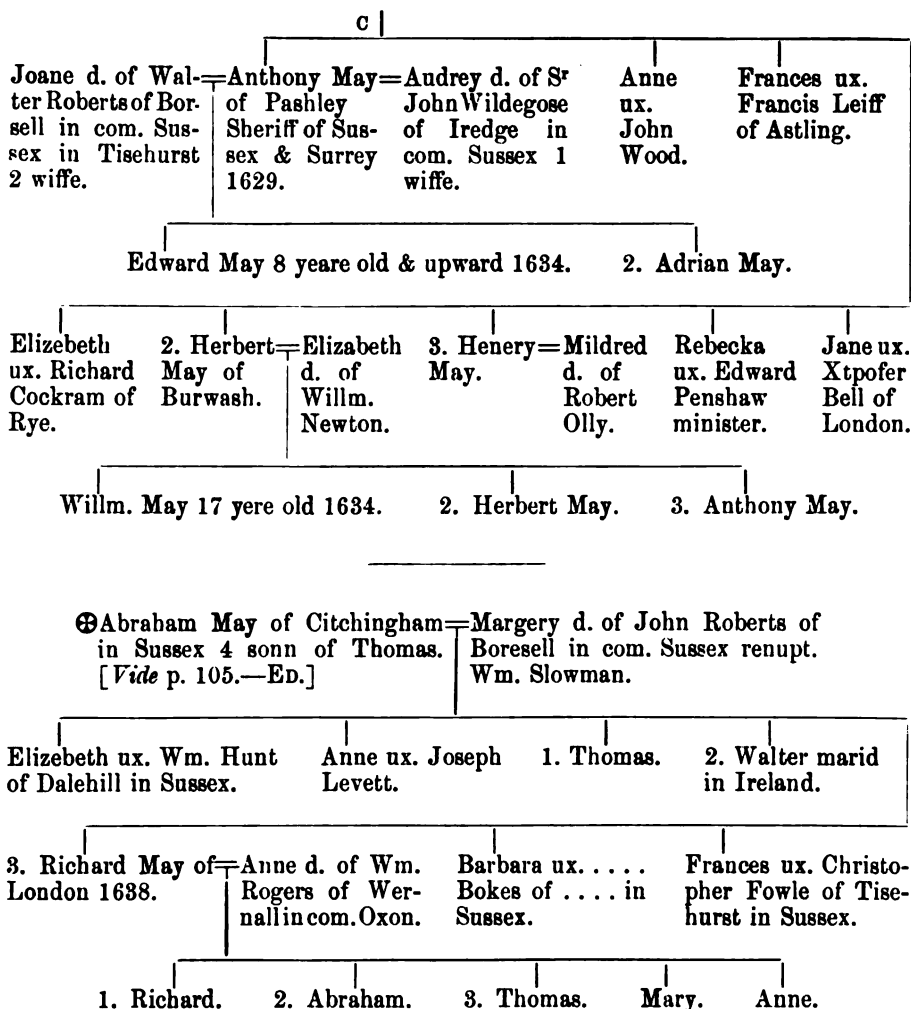 C
Joane d. of Wal-
ter Roberts of Bor-
sell in com. Sus-
sex in Tisehurst
2 wiffe.
Anthony May
of Pashley
Sheriff of Sus-
sex & Surrey
1629.
Audrey d. of Sr
John Wildegose
of Iredge in
com. Sussex 1
wiffe.
Anne
ux.
John
Wood.
Frances ux.
Francis Leiff
of Astling.
Edward May 8 yeare old & upward 1634.
2. Adrian May.
Elizebeth
ux. Richard
Cockram of
Rye.
2. Herbert
May of
Burwash.
Elizabeth
d. of
Willm.
Newton.
3. Henery
May.
Mildred
d. of
Robert
Olly.
Rebecka
ux. Edward
Penshaw
minister.
Jane ux.
Xtpofer
Bell of
London.
Willm. May 17 yere old 1634.
2. Herbert May.
3. Anthony May.
✠Abraham May of Citchingham
in Sussex 4 sonn of Thomas.
[Vide p. 105.—ED.]
Margery d. of John Roberts of
Boresell in com. Sussex renupt.
Wm. Slowman.
Elizebeth ux. Wm. Hunt
of Dalehill in Sussex.
Anne ux. Joseph
Levett.
1. Thomas.
2. Walter marid
in Ireland.
3. Richard May of
London 1638.
Anne d. of Wm.
Rogers of Wer-
nall in com. Oxon.
Barbara ux. . . . .
Bokes of . . . . in
Sussex.
Frances ux. Christo-
pher Fowle of Tise-
hurst in Sussex.
1. Richard.
2. Abraham.
3. Thomas.
Mary.
Anne.